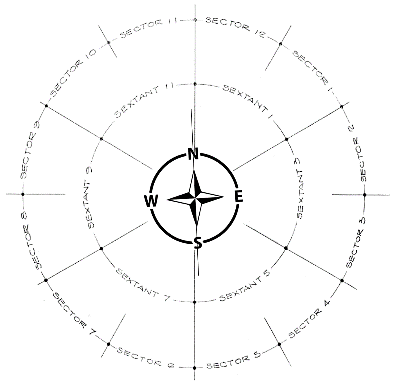 SECTOR 11
SECTOR 12
SECTOR 1
SECTOR 2
SECTOR 3
SECTOR 4
SECTOR 5
SECTOR 6
SECTOR 7
SECTOR 8
SECTOR 9
SECTOR 10
SEXTANT 11
SEXTANT 1
SEXTANT 3
SEXTANT 5
SEXTANT 7
SEXTANT 9
N
W
E
S